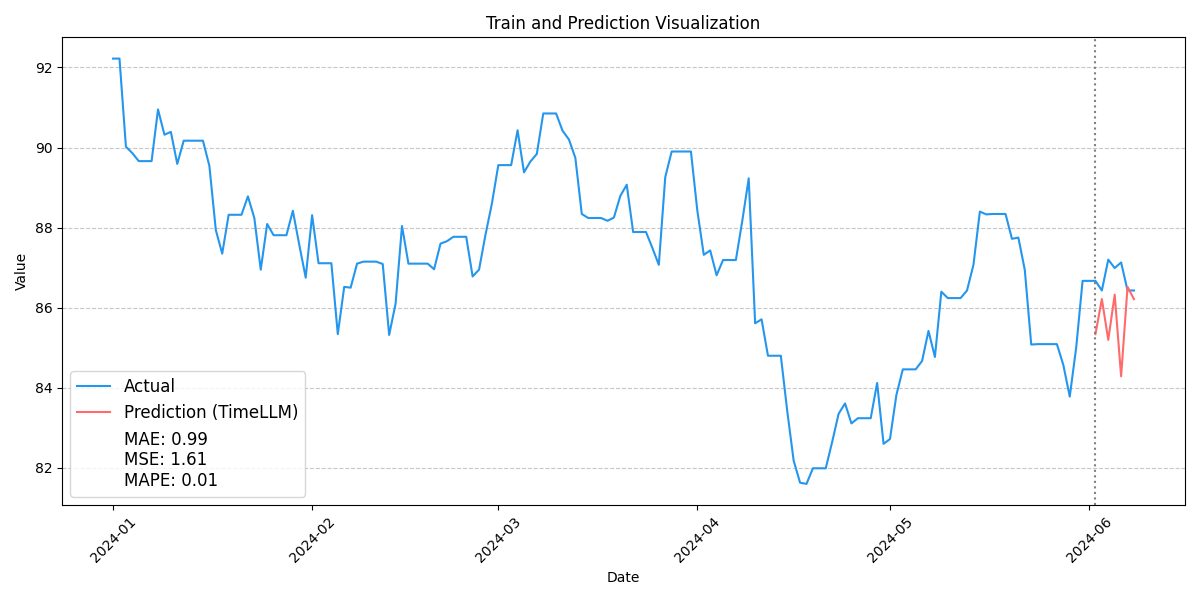 Train and Prediction Visualization
Value
92
90
88
86
84
82
Actual
Prediction (TimeLLM)
MAE: 0.99
MSE: 1.61
MAPE: 0.01
2024-01
2024-02
2024-03
2024-04
2024-05
2024-06
Date